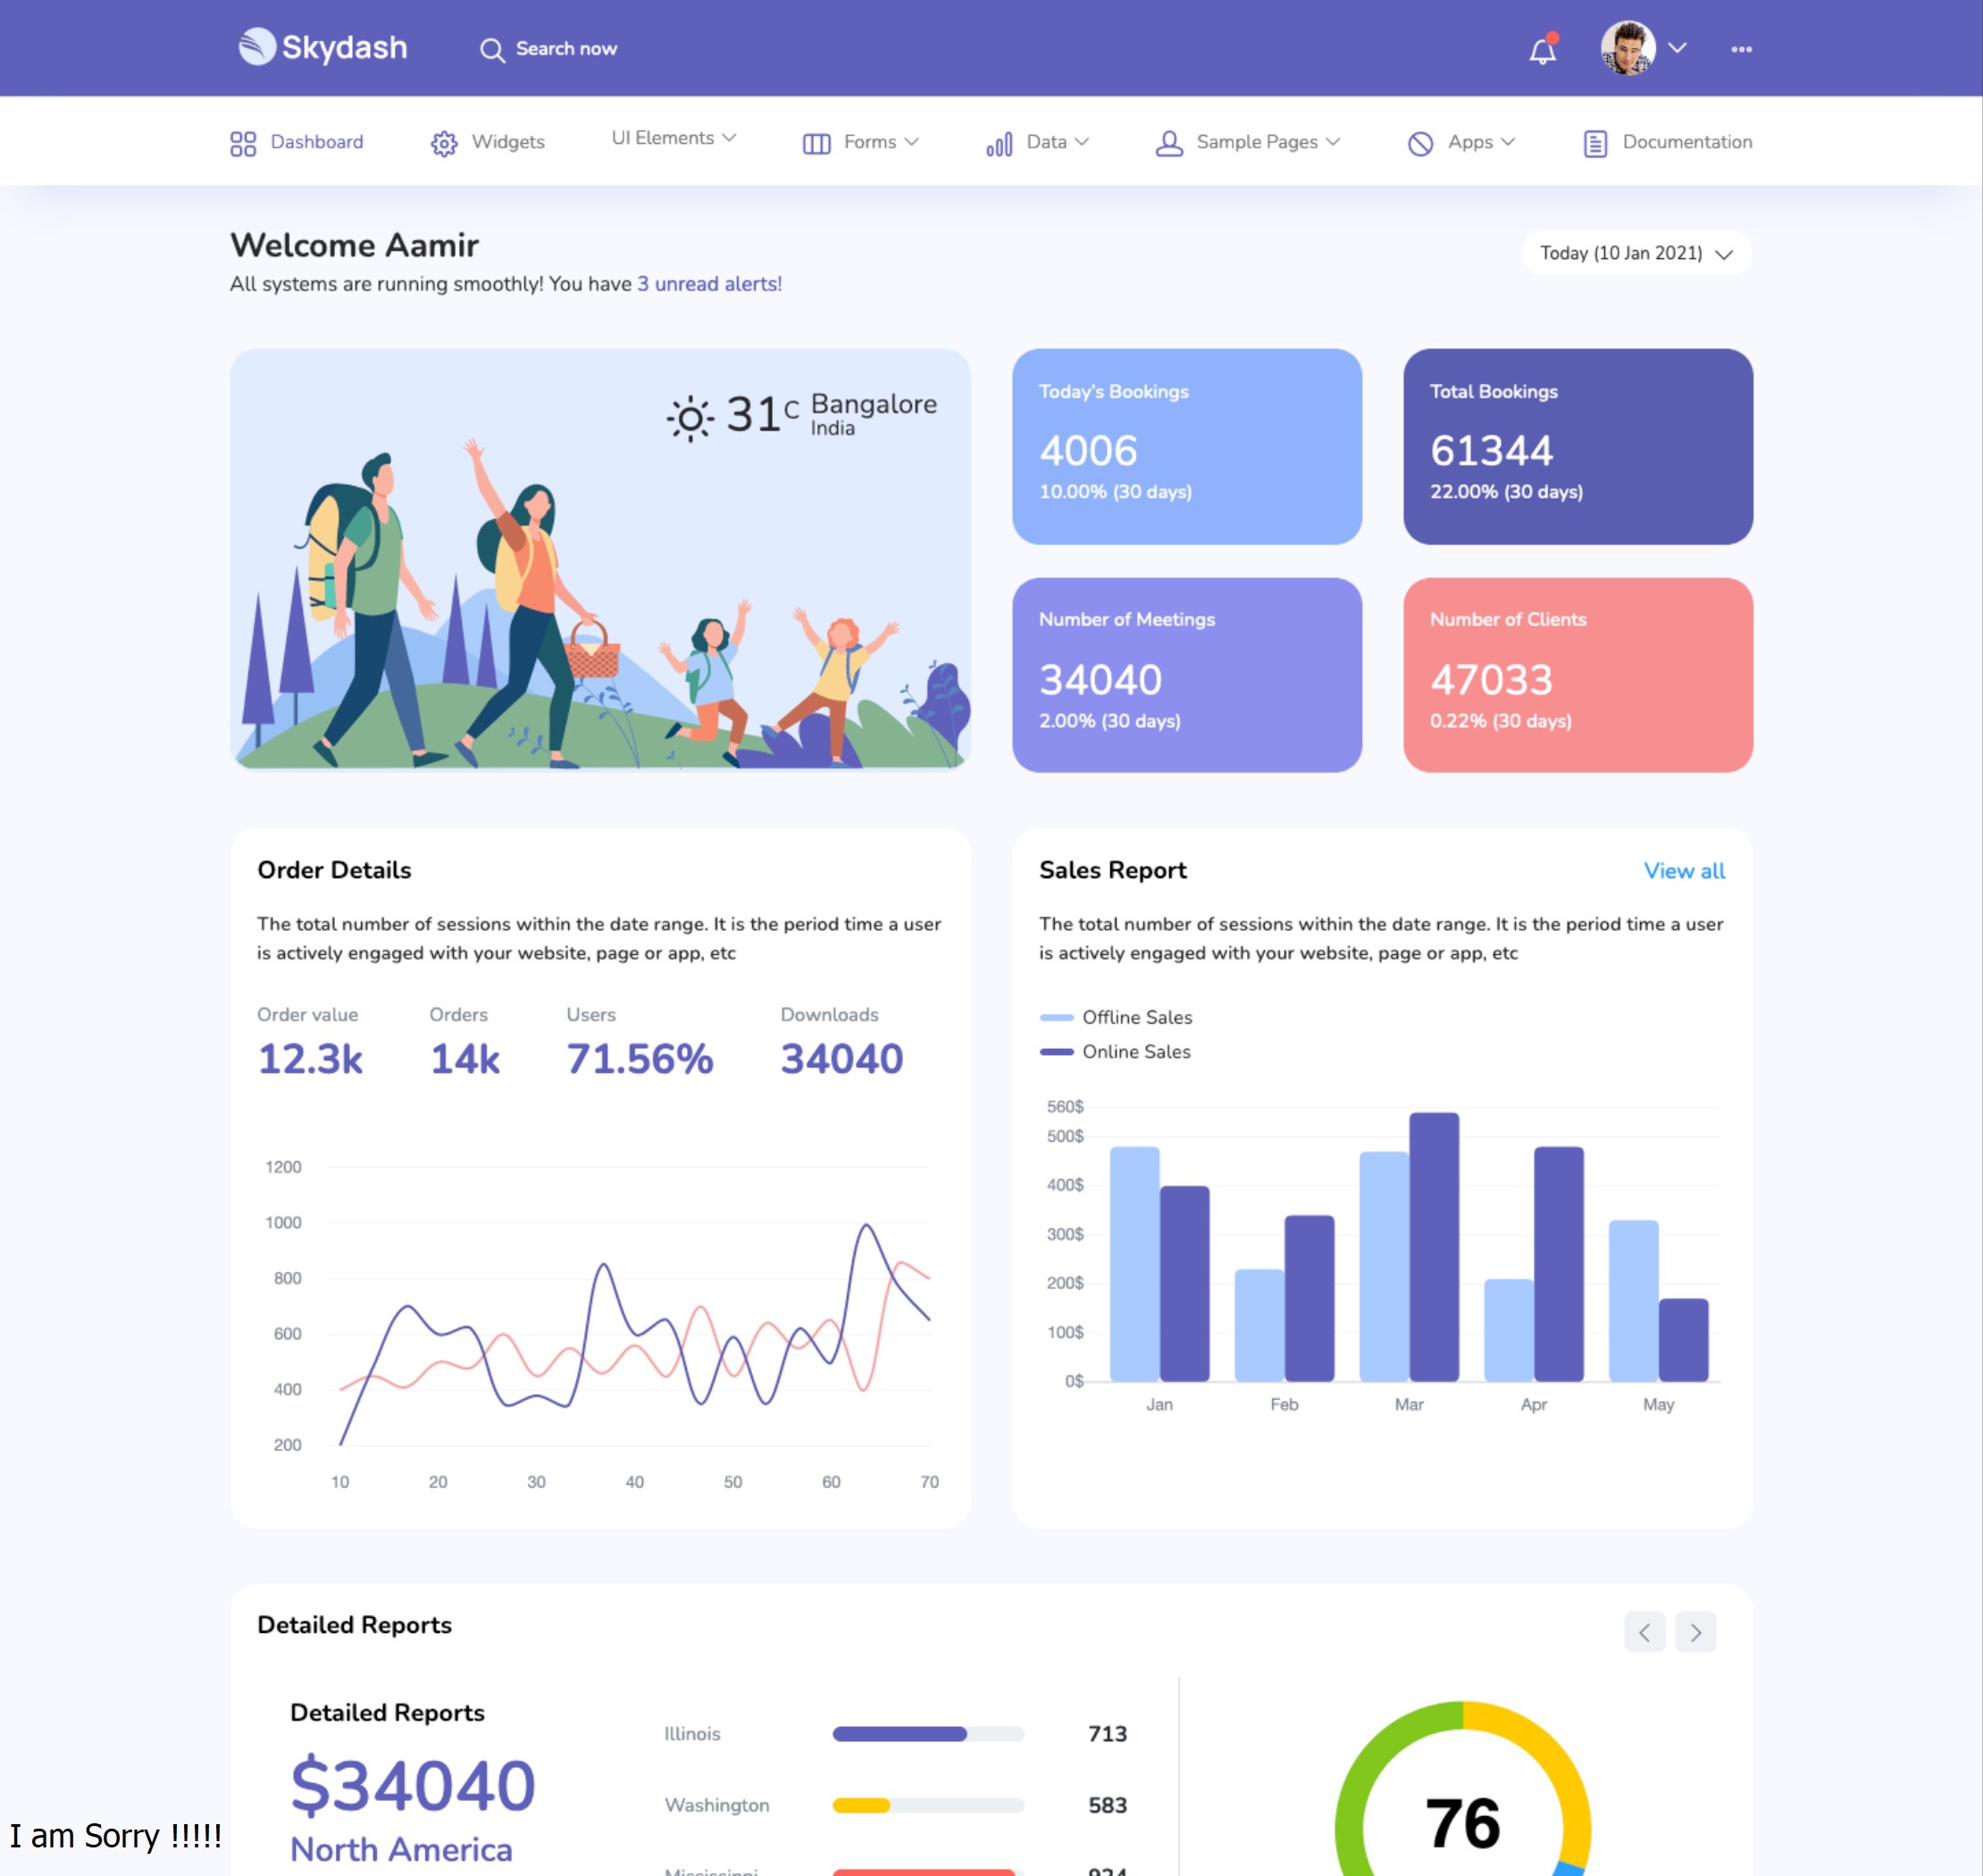 Skydash
Search now
Dashboard
Widgets
UI Elements
Forms
Data
Sample Pages
Apps
Documentation
Welcome Aamir
All systems are running smoothly! You have 3 unread alerts!
Today (10 Jan 2021)
31 C Bangalore
India
Today's Bookings
4006
10.00% (30 days)
Total Bookings
61344
22.00% (30 days)
Number of Meetings
34040
2.00% (30 days)
Number of Clients
47033
0.22% (30 days)
Order Details
The total number of sessions within the date range. It is the period time a user
is actively engaged with your website, page or app, etc
Order value
12.3k
Orders
14k
Users
71.56%
Downloads
34040
1200
1000
800
600
400
200
10 20 30 40 50 60 70
Sales Report
View all
The total number of sessions within the date range. It is the period time a user
is actively engaged with your website, page or app, etc
Offline Sales
Online Sales
560$
500$
400$
300$
200$
100$
0$
Jan Feb Mar Apr May
Detailed Reports
Detailed Reports
$34040
North America
Illinois 713
Washington 583
76
I am Sorry !!!!!